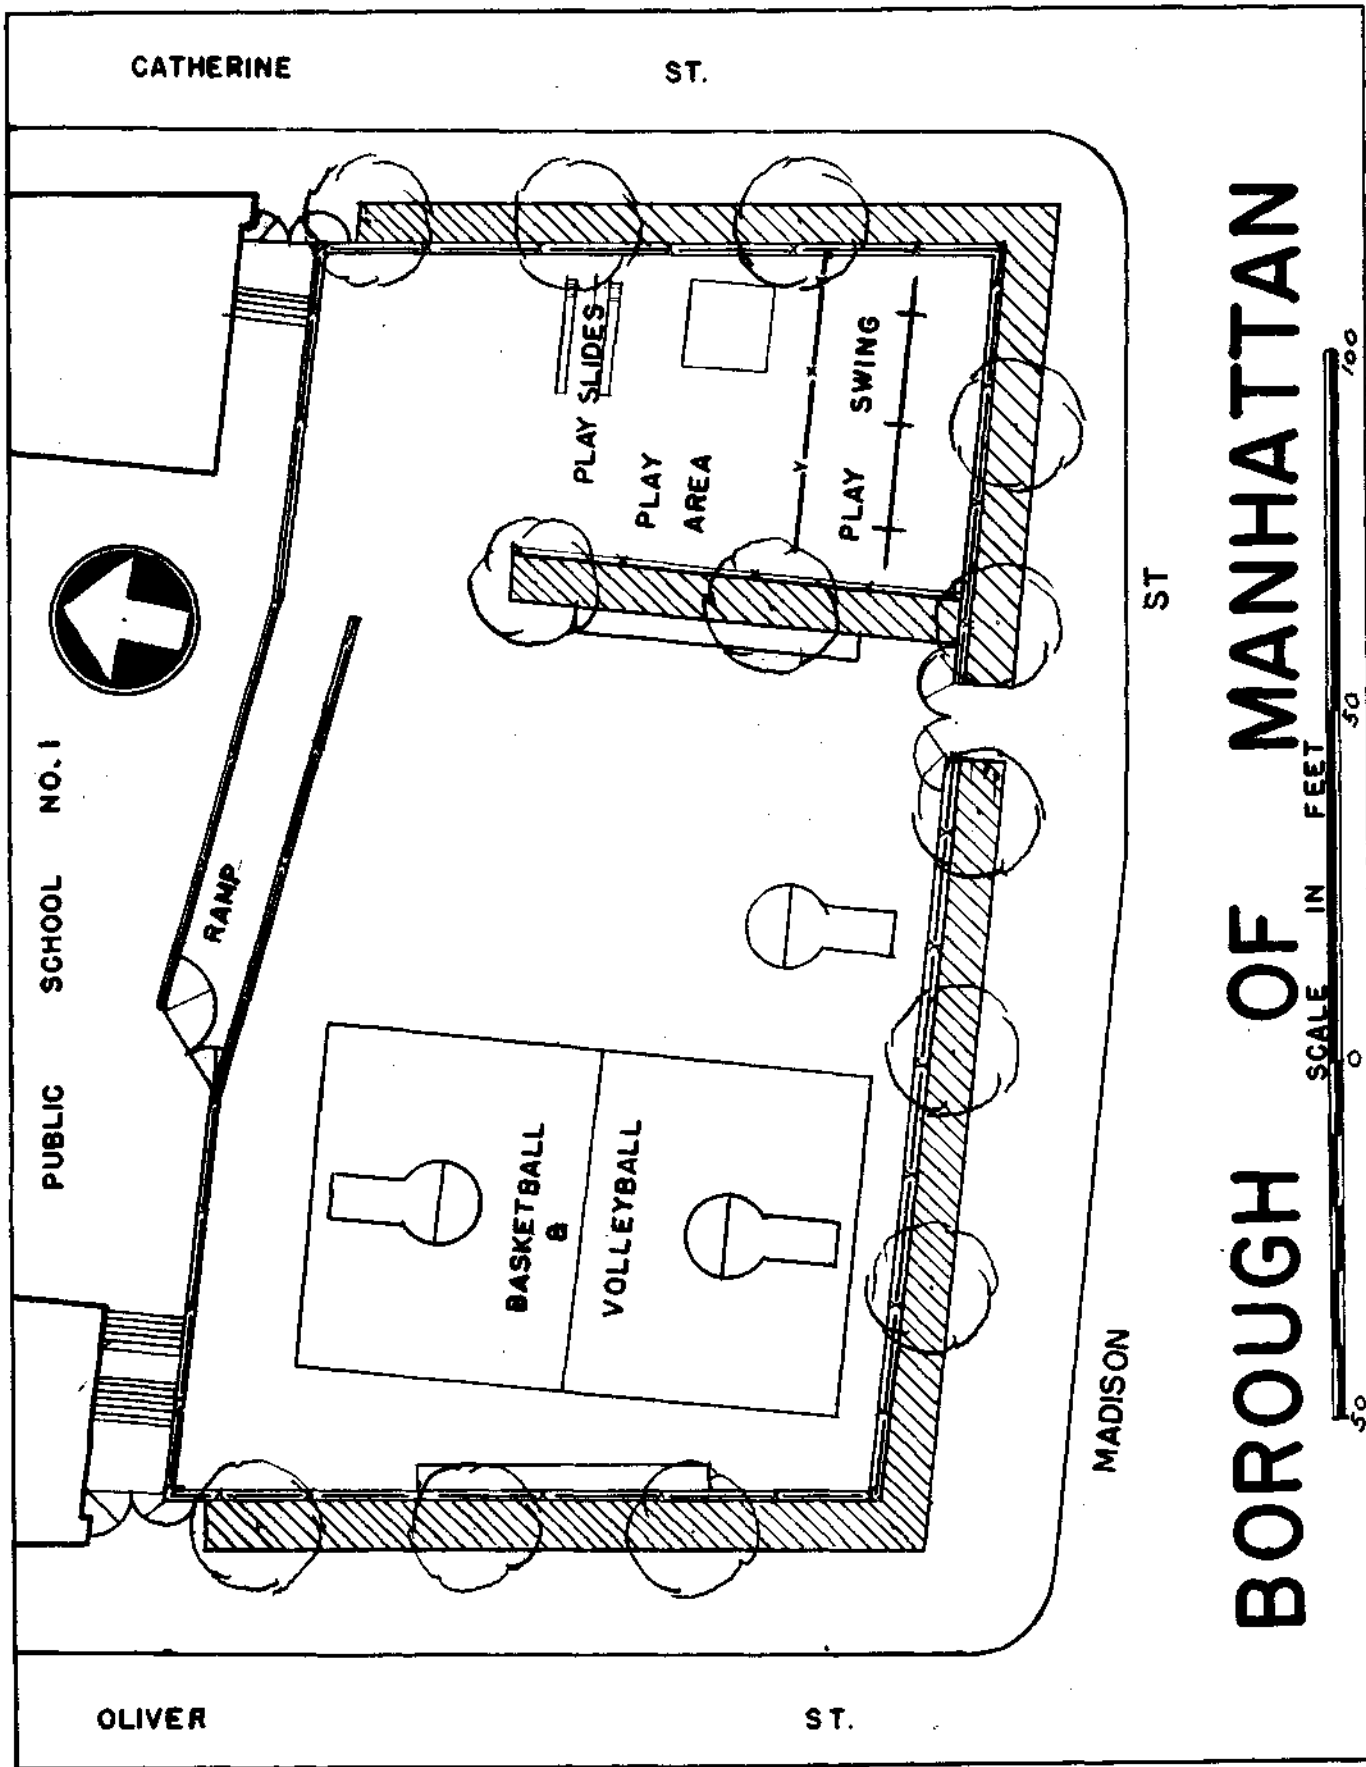 CATHERINE ST.
PUBLIC SCHOOL NO. 1
RAMP
PLAY SLIDES
PLAY
AREA
PLAY SWING
BASKETBALL
&
VOLLEYBALL
MADISON ST
OLIVER ST.
BOROUGH OF MANHATTAN
SCALE IN FEET
50 0 50 100